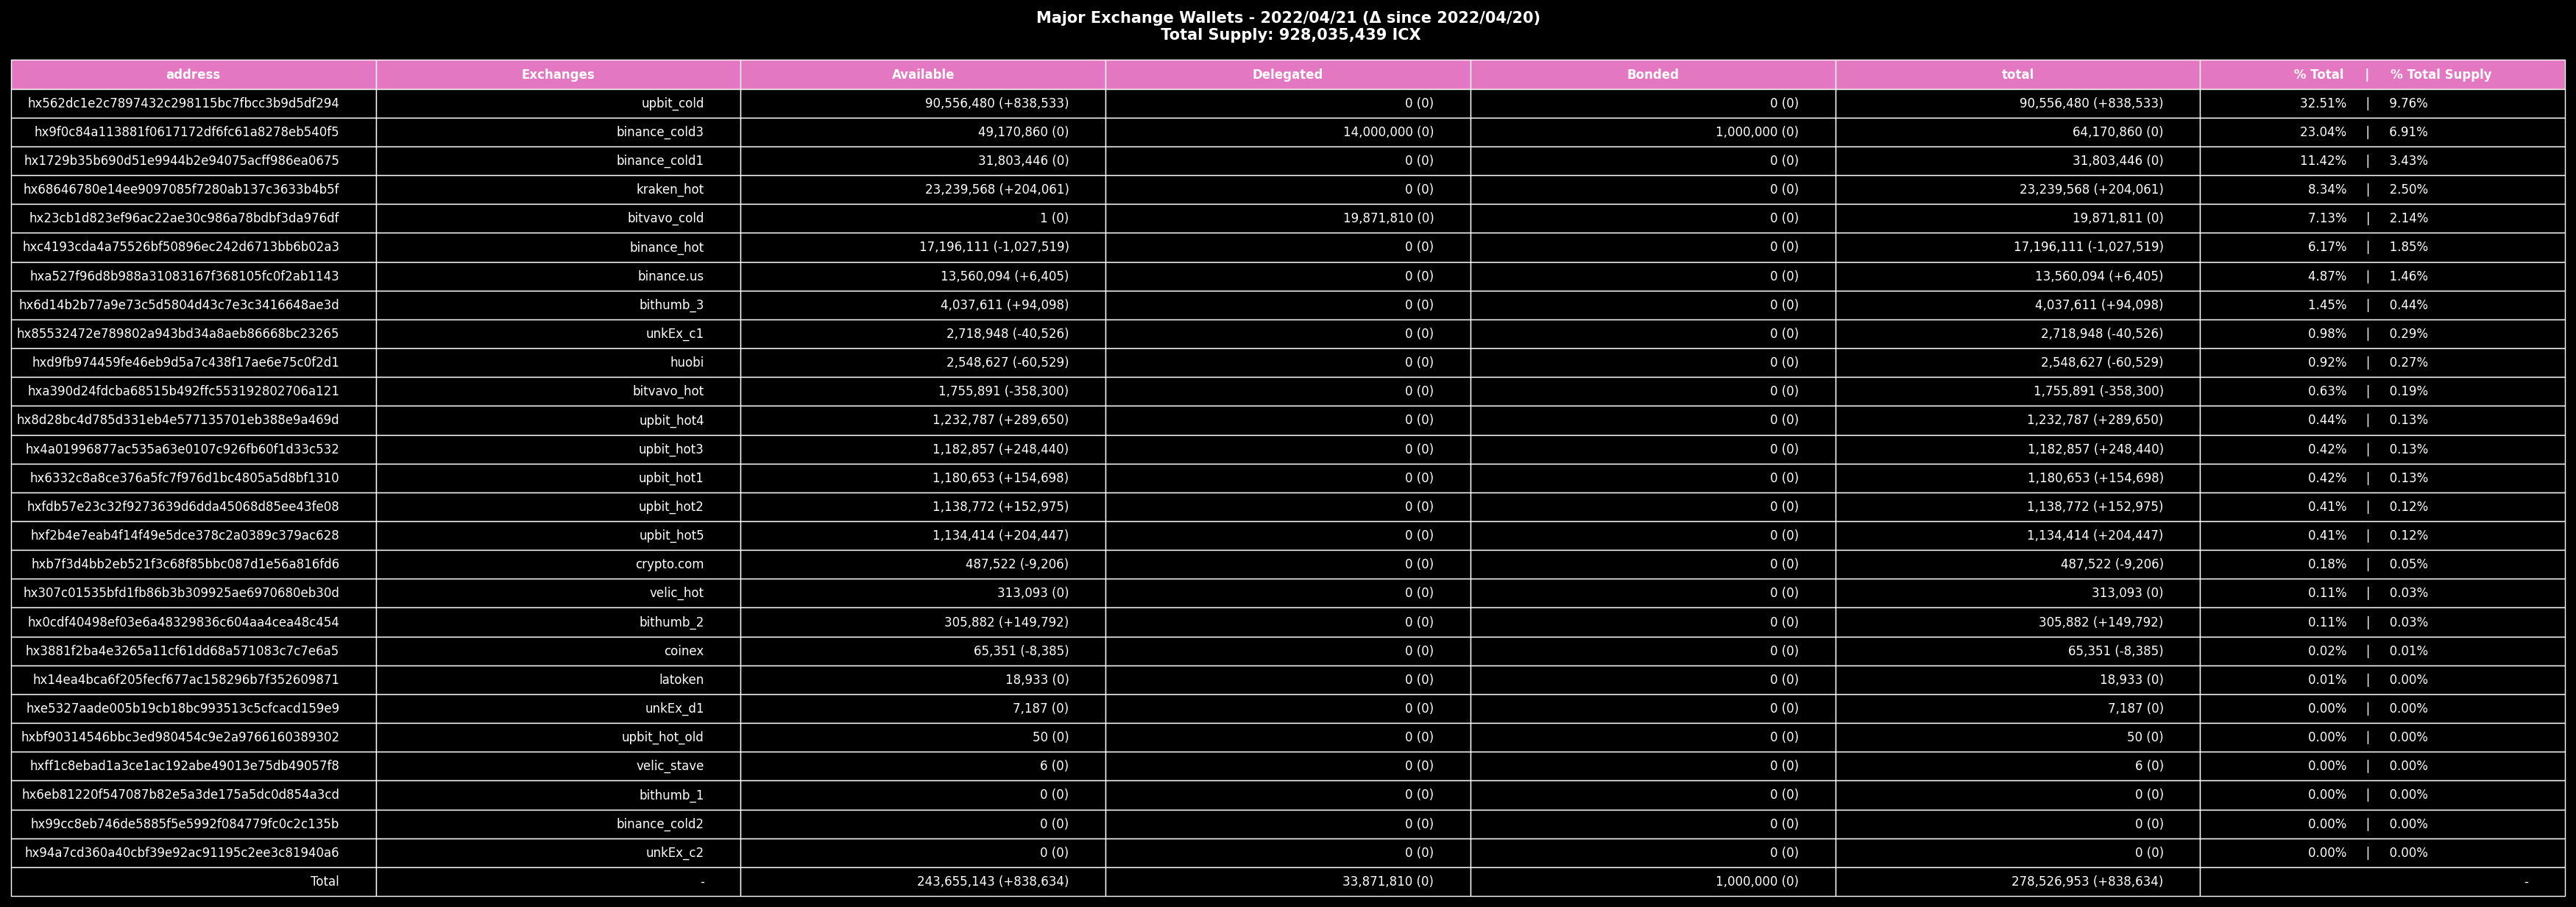 Major Exchange Wallets - 2022/04/21 (Δ since 2022/04/20)
Total Supply: 928,035,439 ICX
address Exchanges Available Delegated Bonded total % Total | % Total Supply
hx562dc1e2c7897432c298115bc7fbcc3b9d5df294 upbit_cold 90,556,480 (+838,533) 0 (0) 0 (0) 90,556,480 (+838,533) 32.51% | 9.76%
hx9f0c84a113881f0617172df6fc61a8278eb540f5 binance_cold3 49,170,860 (0) 14,000,000 (0) 1,000,000 (0) 64,170,860 (0) 23.04% | 6.91%
hx1729b35b690d51e9944b2e94075acff986ea0675 binance_cold1 31,803,446 (0) 0 (0) 0 (0) 31,803,446 (0) 11.42% | 3.43%
hx68646780e14ee9097085f7280ab137c3633b4b5f kraken_hot 23,239,568 (+204,061) 0 (0) 0 (0) 23,239,568 (+204,061) 8.34% | 2.50%
hx23cb1d823ef96ac22ae30c986a78bdbf3da976df bitvavo_cold 1 (0) 19,871,810 (0) 0 (0) 19,871,811 (0) 7.13% | 2.14%
hxc4193cda4a75526bf50896ec242d6713bb6b02a3 binance_hot 17,196,111 (-1,027,519) 0 (0) 0 (0) 17,196,111 (-1,027,519) 6.17% | 1.85%
hxa527f96d8b988a31083167f368105fc0f2ab1143 binance.us 13,560,094 (+6,405) 0 (0) 0 (0) 13,560,094 (+6,405) 4.87% | 1.46%
hx6d14b2b77a9e73c5d5804d43c7e3c3416648ae3d bithumb_3 4,037,611 (+94,098) 0 (0) 0 (0) 4,037,611 (+94,098) 1.45% | 0.44%
hx85532472e789802a943bd34a8aeb86668bc23265 unkEx_c1 2,718,948 (-40,526) 0 (0) 0 (0) 2,718,948 (-40,526) 0.98% | 0.29%
hxd9fb974459fe46eb9d5a7c438f17ae6e75c0f2d1 huobi 2,548,627 (-60,529) 0 (0) 0 (0) 2,548,627 (-60,529) 0.92% | 0.27%
hxa390d24fdcba68515b492ffc553192802706a121 bitvavo_hot 1,755,891 (-358,300) 0 (0) 0 (0) 1,755,891 (-358,300) 0.63% | 0.19%
hx8d28bc4d785d331eb4e577135701eb388e9a469d upbit_hot4 1,232,787 (+289,650) 0 (0) 0 (0) 1,232,787 (+289,650) 0.44% | 0.13%
hx4a01996877ac535a63e0107c926fb60f1d33c532 upbit_hot3 1,182,857 (+248,440) 0 (0) 0 (0) 1,182,857 (+248,440) 0.42% | 0.13%
hx6332c8a8ce376a5fc7f976d1bc4805a5d8bf1310 upbit_hot1 1,180,653 (+154,698) 0 (0) 0 (0) 1,180,653 (+154,698) 0.42% | 0.13%
hxfdb57e23c32f9273639d6dda45068d85ee43fe08 upbit_hot2 1,138,772 (+152,975) 0 (0) 0 (0) 1,138,772 (+152,975) 0.41% | 0.12%
hxf2b4e7eab4f14f49e5dce378c2a0389c379ac628 upbit_hot5 1,134,414 (+204,447) 0 (0) 0 (0) 1,134,414 (+204,447) 0.41% | 0.12%
hxb7f3d4bb2eb521f3c68f85bbc087d1e56a816fd6 crypto.com 487,522 (-9,206) 0 (0) 0 (0) 487,522 (-9,206) 0.18% | 0.05%
hx307c01535bfd1fb86b3b309925ae6970680eb30d velic_hot 313,093 (0) 0 (0) 0 (0) 313,093 (0) 0.11% | 0.03%
hx0cdf40498ef03e6a48329836c604aa4cea48c454 bithumb_2 305,882 (+149,792) 0 (0) 0 (0) 305,882 (+149,792) 0.11% | 0.03%
hx3881f2ba4e3265a11cf61dd68a571083c7c7e6a5 coinex 65,351 (-8,385) 0 (0) 0 (0) 65,351 (-8,385) 0.02% | 0.01%
hx14ea4bca6f205fecf677ac158296b7f352609871 latoken 18,933 (0) 0 (0) 0 (0) 18,933 (0) 0.01% | 0.00%
hxe5327aade005b19cb18bc993513c5cfcacd159e9 unkEx_d1 7,187 (0) 0 (0) 0 (0) 7,187 (0) 0.00% | 0.00%
hxbf90314546bbc3ed980454c9e2a9766160389302 upbit_hot_old 50 (0) 0 (0) 0 (0) 50 (0) 0.00% | 0.00%
hxff1c8ebad1a3ce1ac192abe49013e75db49057f8 velic_stave 6 (0) 0 (0) 0 (0) 6 (0) 0.00% | 0.00%
hx6eb81220f547087b82e5a3de175a5dc0d854a3cd bithumb_1 0 (0) 0 (0) 0 (0) 0 (0) 0.00% | 0.00%
hx99cc8eb746de5885f5e5992f084779fc0c2c135b binance_cold2 0 (0) 0 (0) 0 (0) 0 (0) 0.00% | 0.00%
hx94a7cd360a40cbf39e92ac91195c2ee3c81940a6 unkEx_c2 0 (0) 0 (0) 0 (0) 0 (0) 0.00% | 0.00%
Total - 243,655,143 (+838,634) 33,871,810 (0) 1,000,000 (0) 278,526,953 (+838,634) -